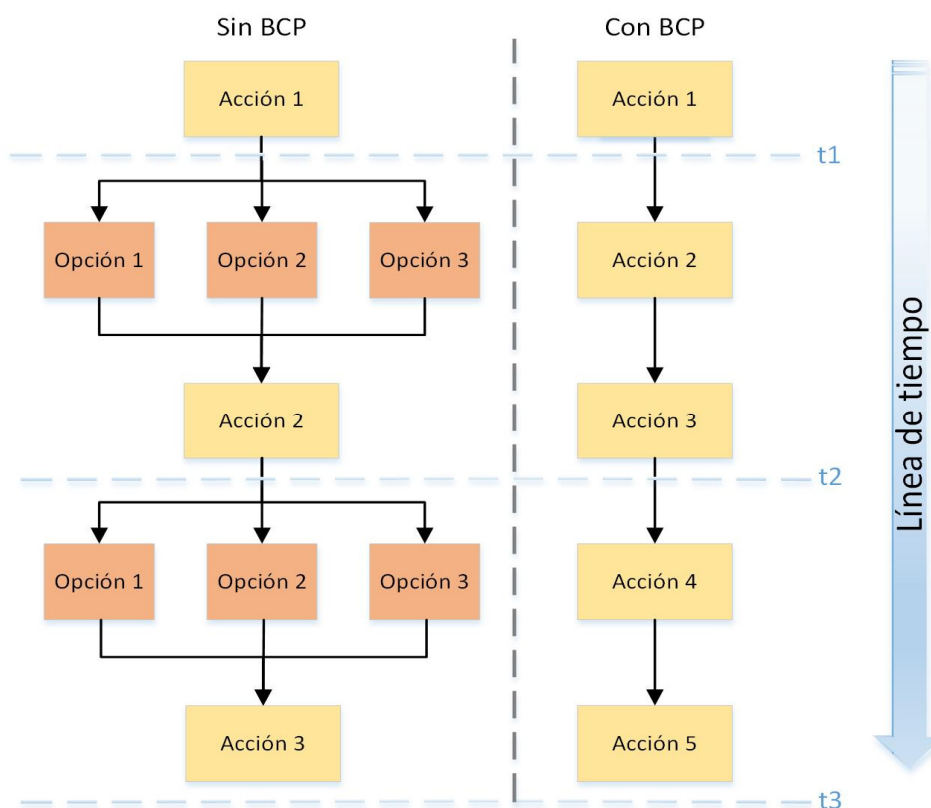 Sin BCP
Con BCP
Acción 1
Acción 1
t1
Opción 1
Opción 2
Opción 3
Acción 2
Acción 2
Acción 3
t2
Opción 1
Opción 2
Opción 3
Acción 4
Acción 3
Acción 5
t3
Línea de tiempo